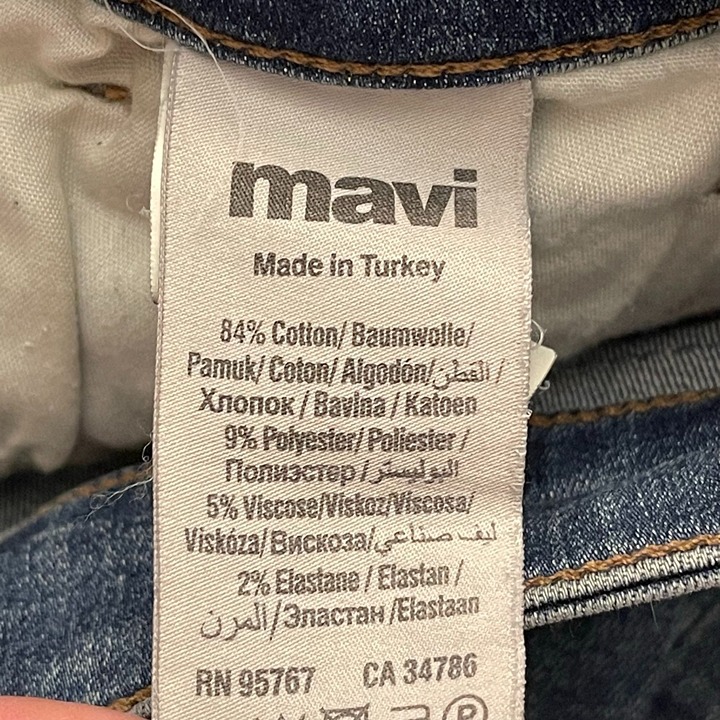 mavi
Made in Turkey
84% Cotton/ Baumwolle/
Pamuk/ Coton/ Algodón/القطن /
Хлопок / Bavlna / Katoen
9% Polyester/ Poliester /
Полиэстер /البوليستر
5% Viscose/Viskoz/Viscosa/
Viskóza/ Вискоза/ليف صناعي
2% Elastane / Elastan /
المرن/Эластан /Elastaan
RN 95767 CA 34786
P